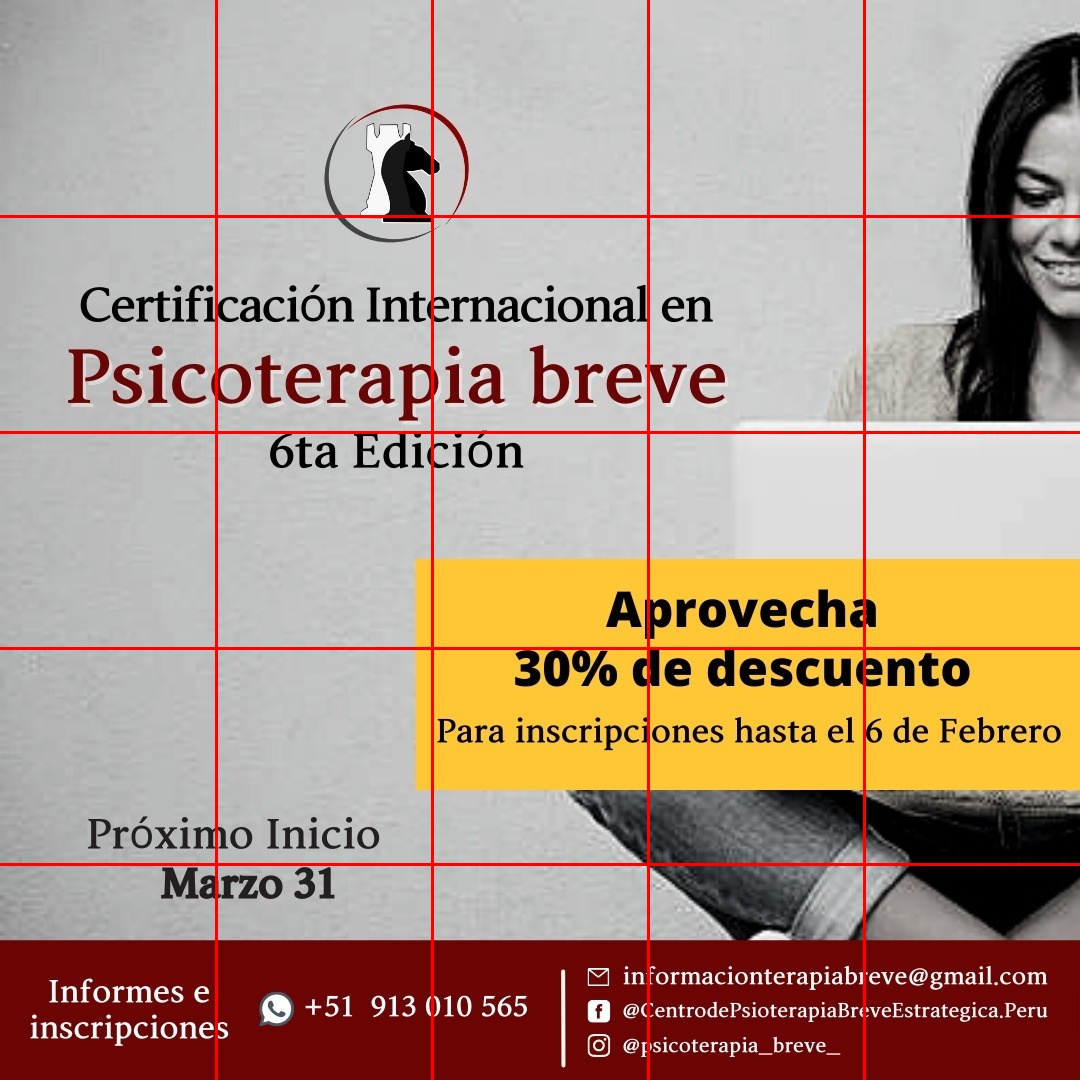 Certificación Internacional en
Psicoterapia breve
6ta Edición
Aprovecha
30% de descuento
Para inscripciones hasta el 6 de Febrero
Próximo Inicio
Marzo 31
Informes e
inscripciones
+51 913 010 565
informacionterapiabreve@gmail.com
@CentrodePsioterapiaBreveEstrategica.Peru
@psicoterapia_breve_